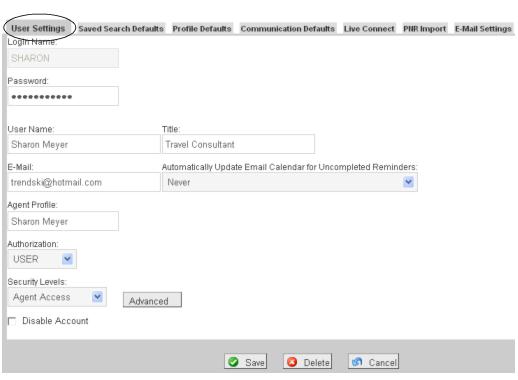 User Settings Saved Search Defaults Profile Defaults Communication Defaults Live Connect PNR Import E-Mail Settings
Login Name:
SHARON
Password:
•••••••••••
User Name: Title:
Sharon Meyer Travel Consultant
E-Mail: Automatically Update Email Calendar for Uncompleted Reminders:
trendski@hotmail.com Never
Agent Profile:
Sharon Meyer
Authorization:
USER
Security Levels:
Agent Access Advanced
Disable Account
Save Delete Cancel